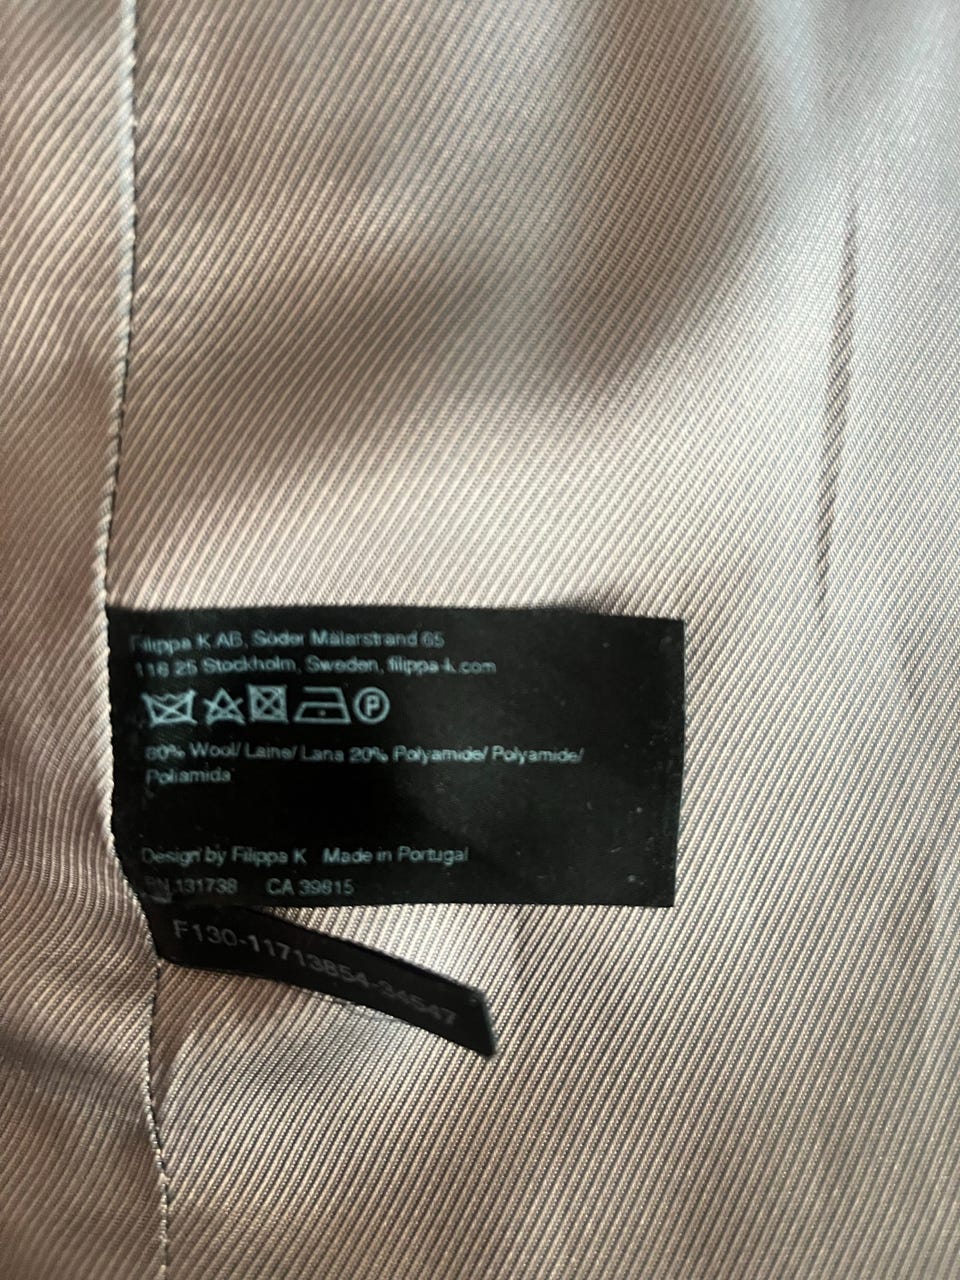 Filippa K AB, Söder Mälarstrand 65
116 25 Stockholm, Sweden, filippa-k.com
P
80% Wool/ Laine/ Lana 20% Polyamide/ Polyamide/
Poliamida
Design by Filippa K Made in Portugal
RN 131738 CA 39815
F130-11713854-34547